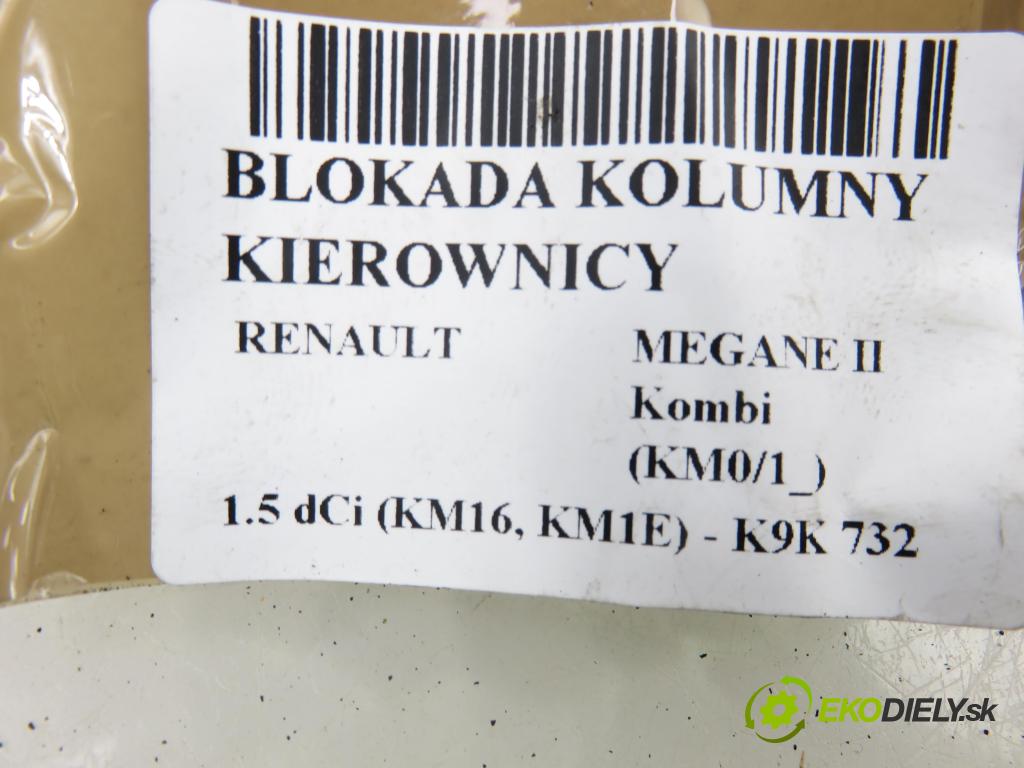 BLOKADA KOLUMNY
KIEROWNICY
RENAULT MEGANE II
Kombi
(KM0/1_)
1.5 dCi (KM16, KM1E) - K9K 732
EKODIELY.sk